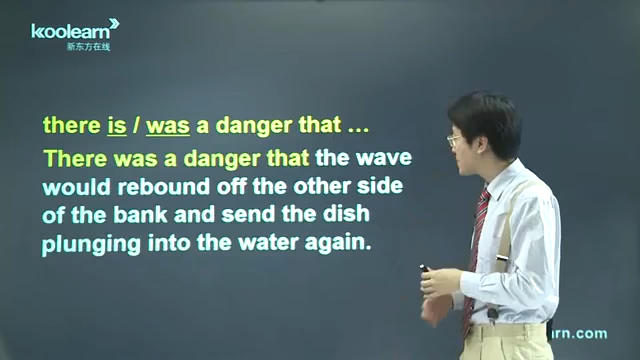 koolearn
新东方在线
there is / was a danger that …
There was a danger that the wave
would rebound off the other side
of the bank and send the dish
plunging into the water again.
rn.com